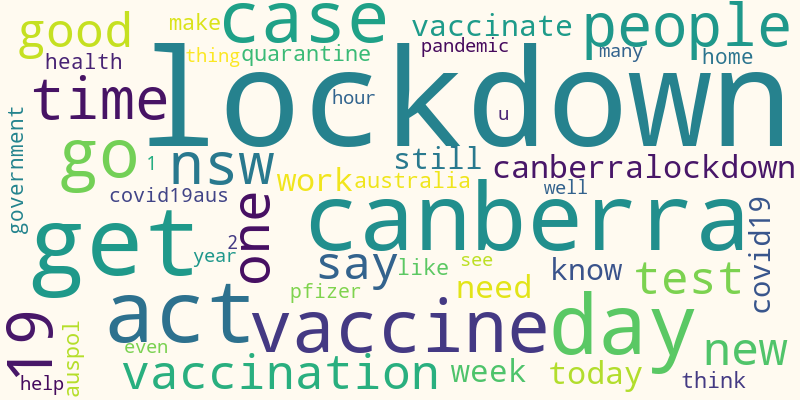 good
make
case
vaccinate
people
health
thing
quarantine
pandemic
many
home
time
lockdown
hour
u
government
go
1
nsw
still
canberralockdown
work
australia
well
covid19aus
one
canberra
covid19
get
2
year
say
like
see
know
test
need
pfizer
act
vaccine
day
19
auspol
even
new
help
vaccination
week
today
think